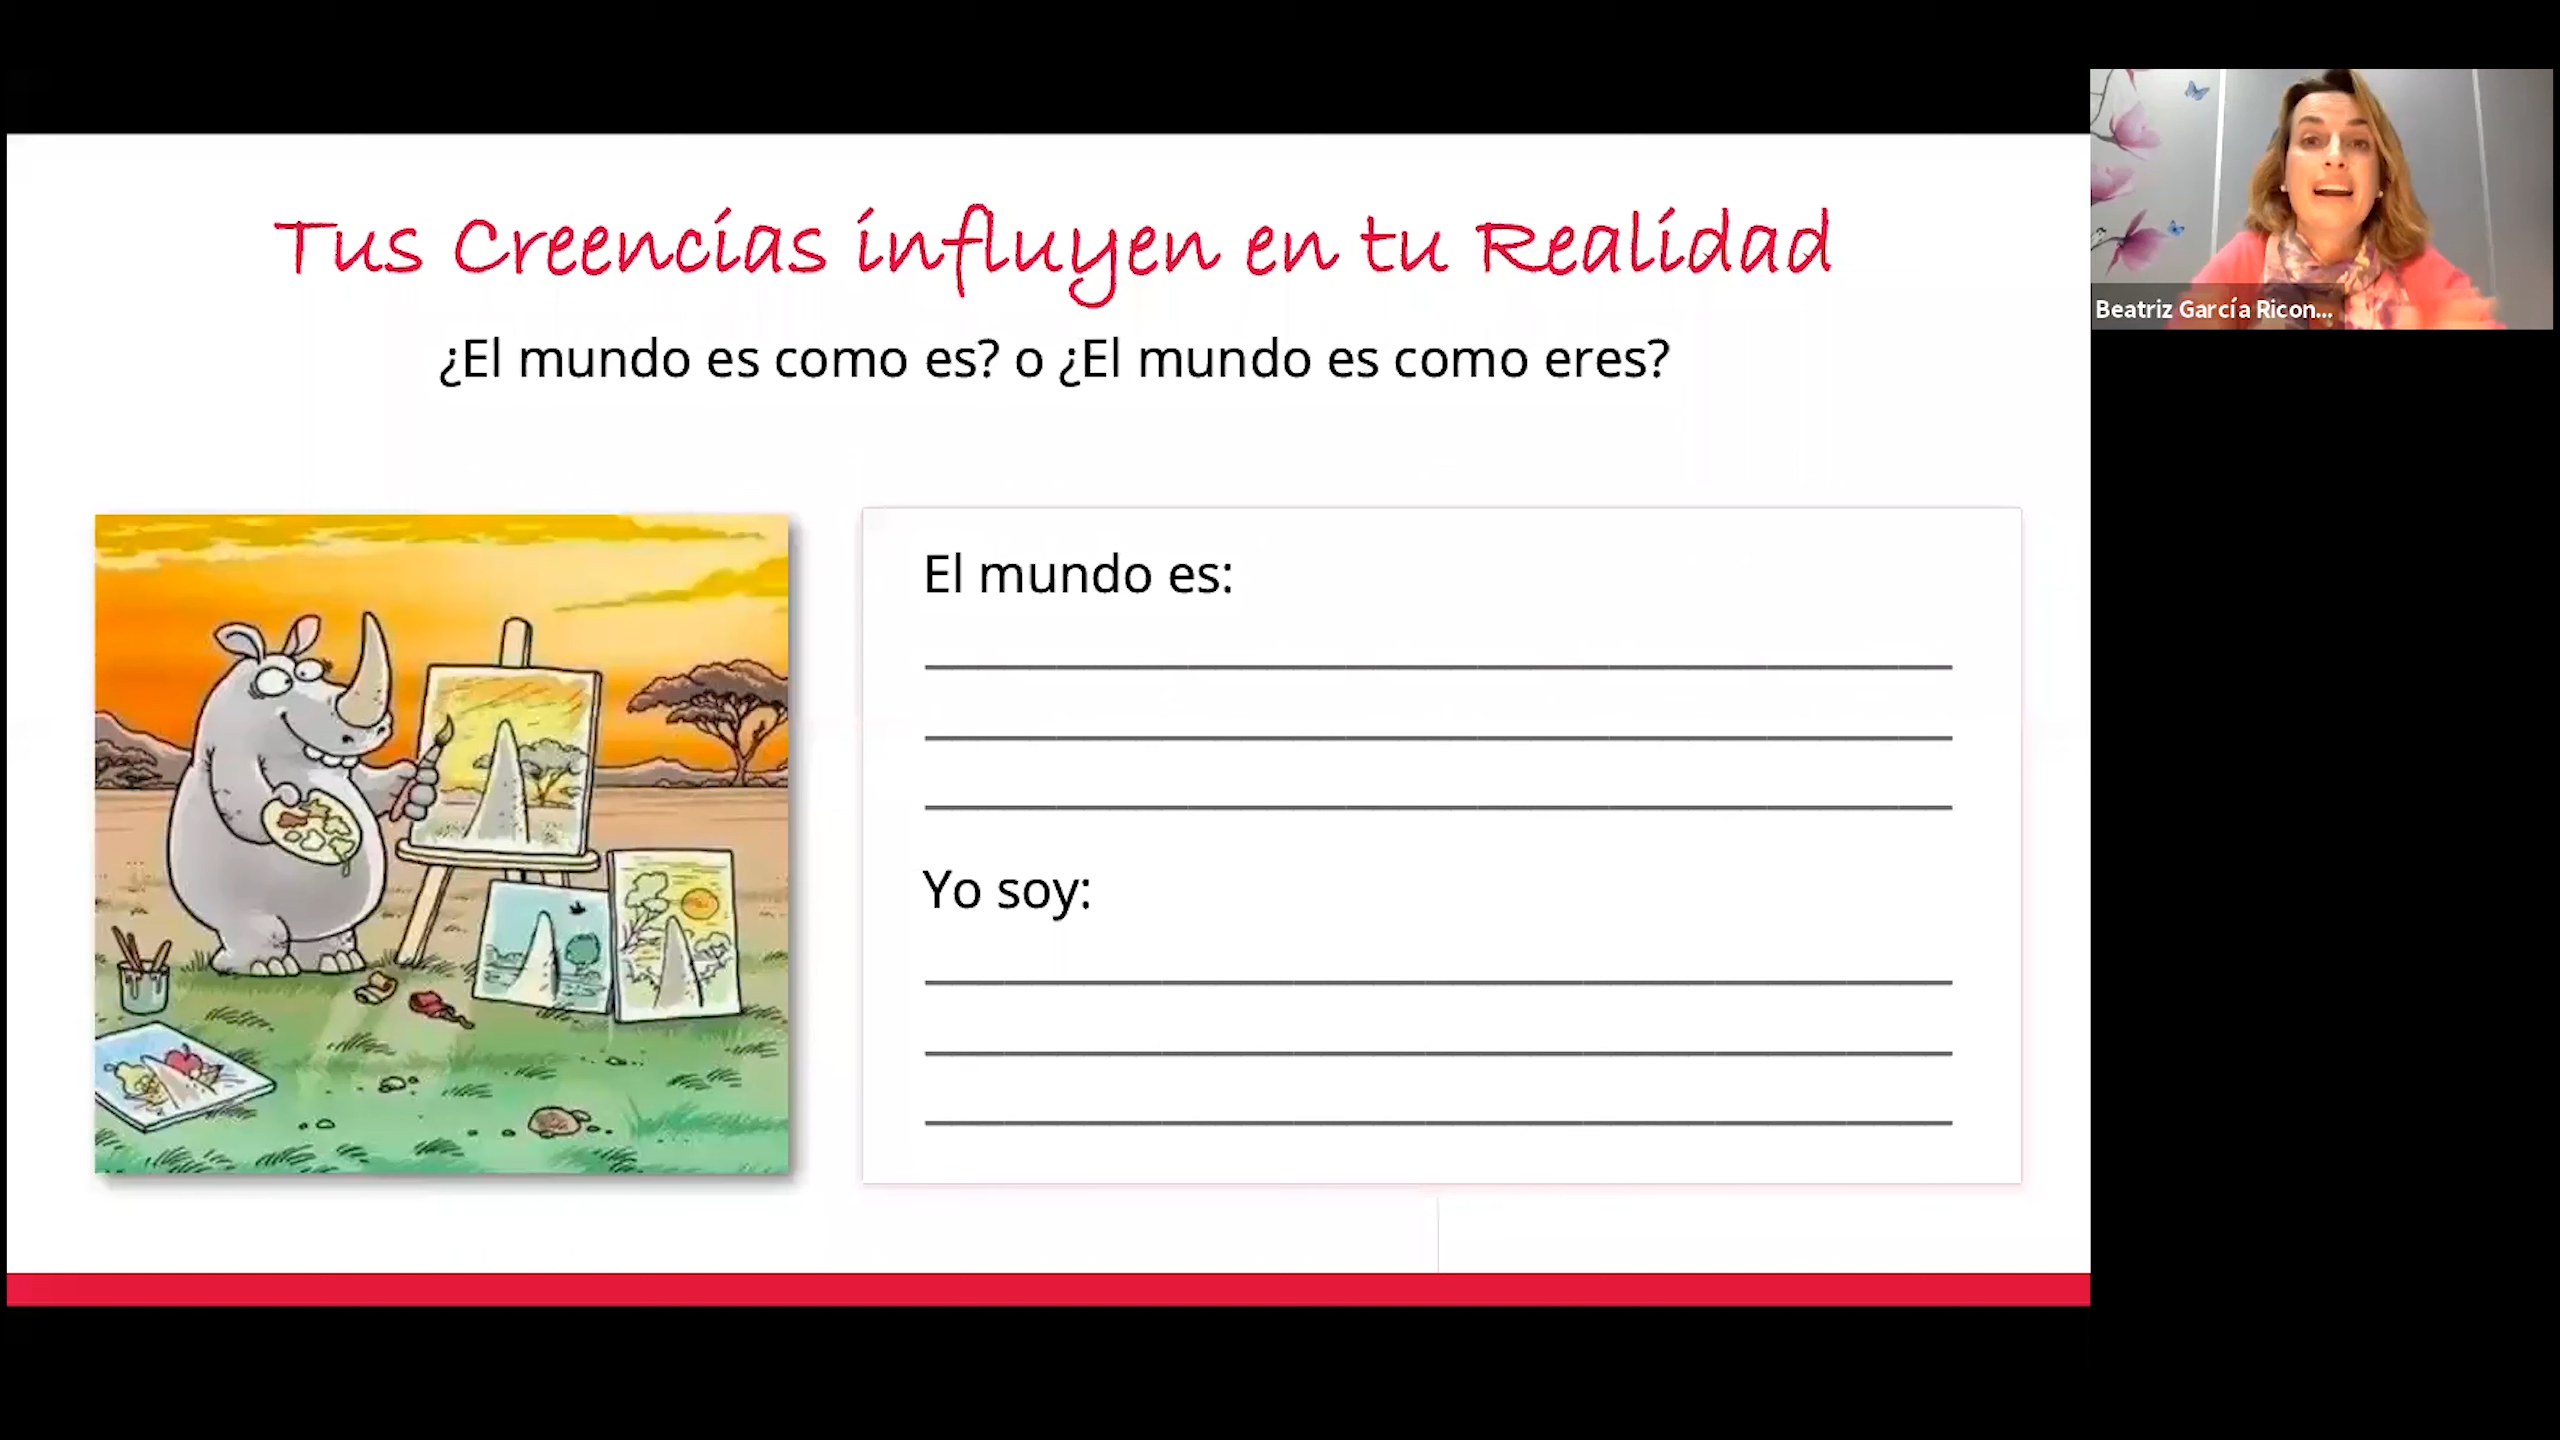 Tus Creencias influyen en tu Realidad
¿El mundo es como es? o ¿El mundo es como eres?
El mundo es:
Yo soy:
Beatriz García Ricon...